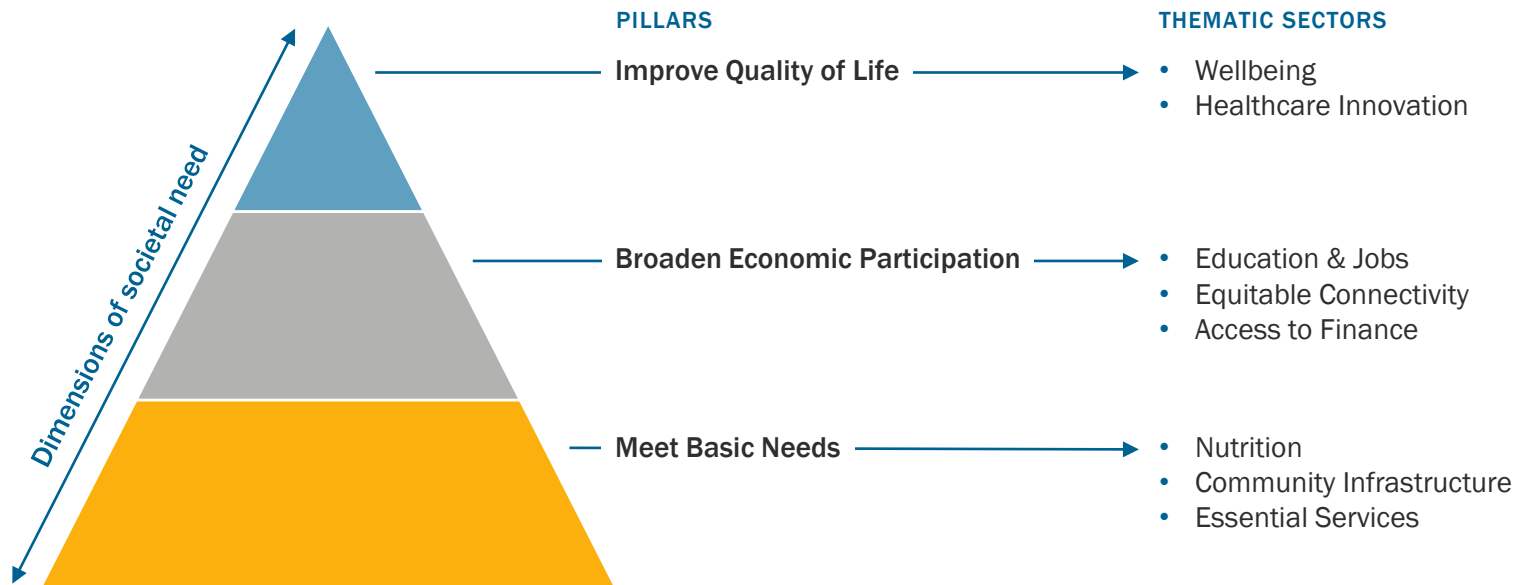 PILLARS
THEMATIC SECTORS
Dimensions of societal need
Improve Quality of Life
• Wellbeing
• Healthcare Innovation
Broaden Economic Participation
• Education & Jobs
• Equitable Connectivity
• Access to Finance
Meet Basic Needs
• Nutrition
• Community Infrastructure
• Essential Services